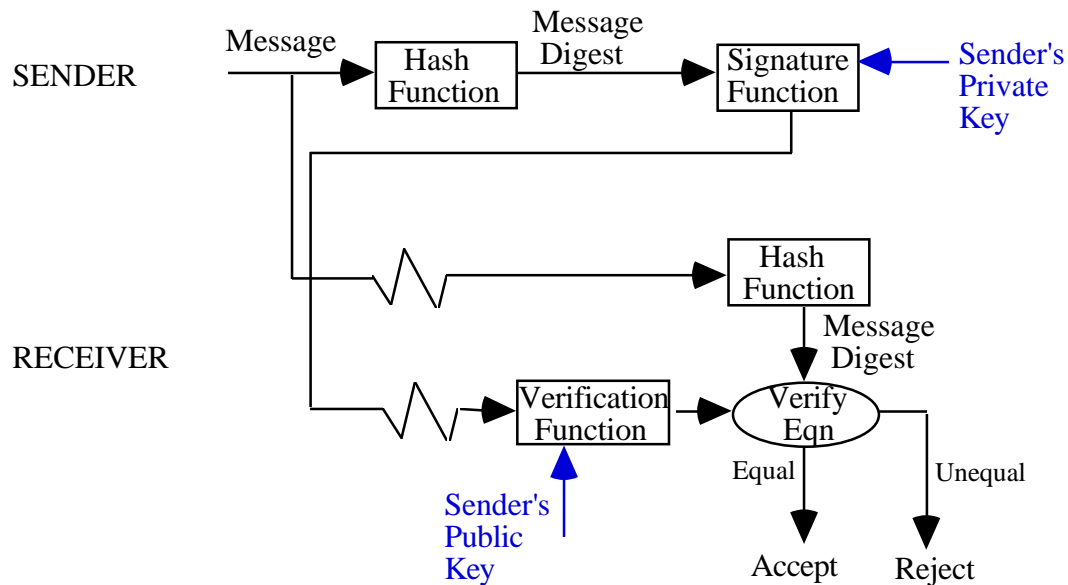 Message
SENDER
Hash
Function
Message
Digest
Signature
Function
Sender's
Private
Key
Hash
Function
Message
Digest
RECEIVER
Verification
Function
Verify
Eqn
Equal
Unequal
Sender's
Public
Key
Accept
Reject